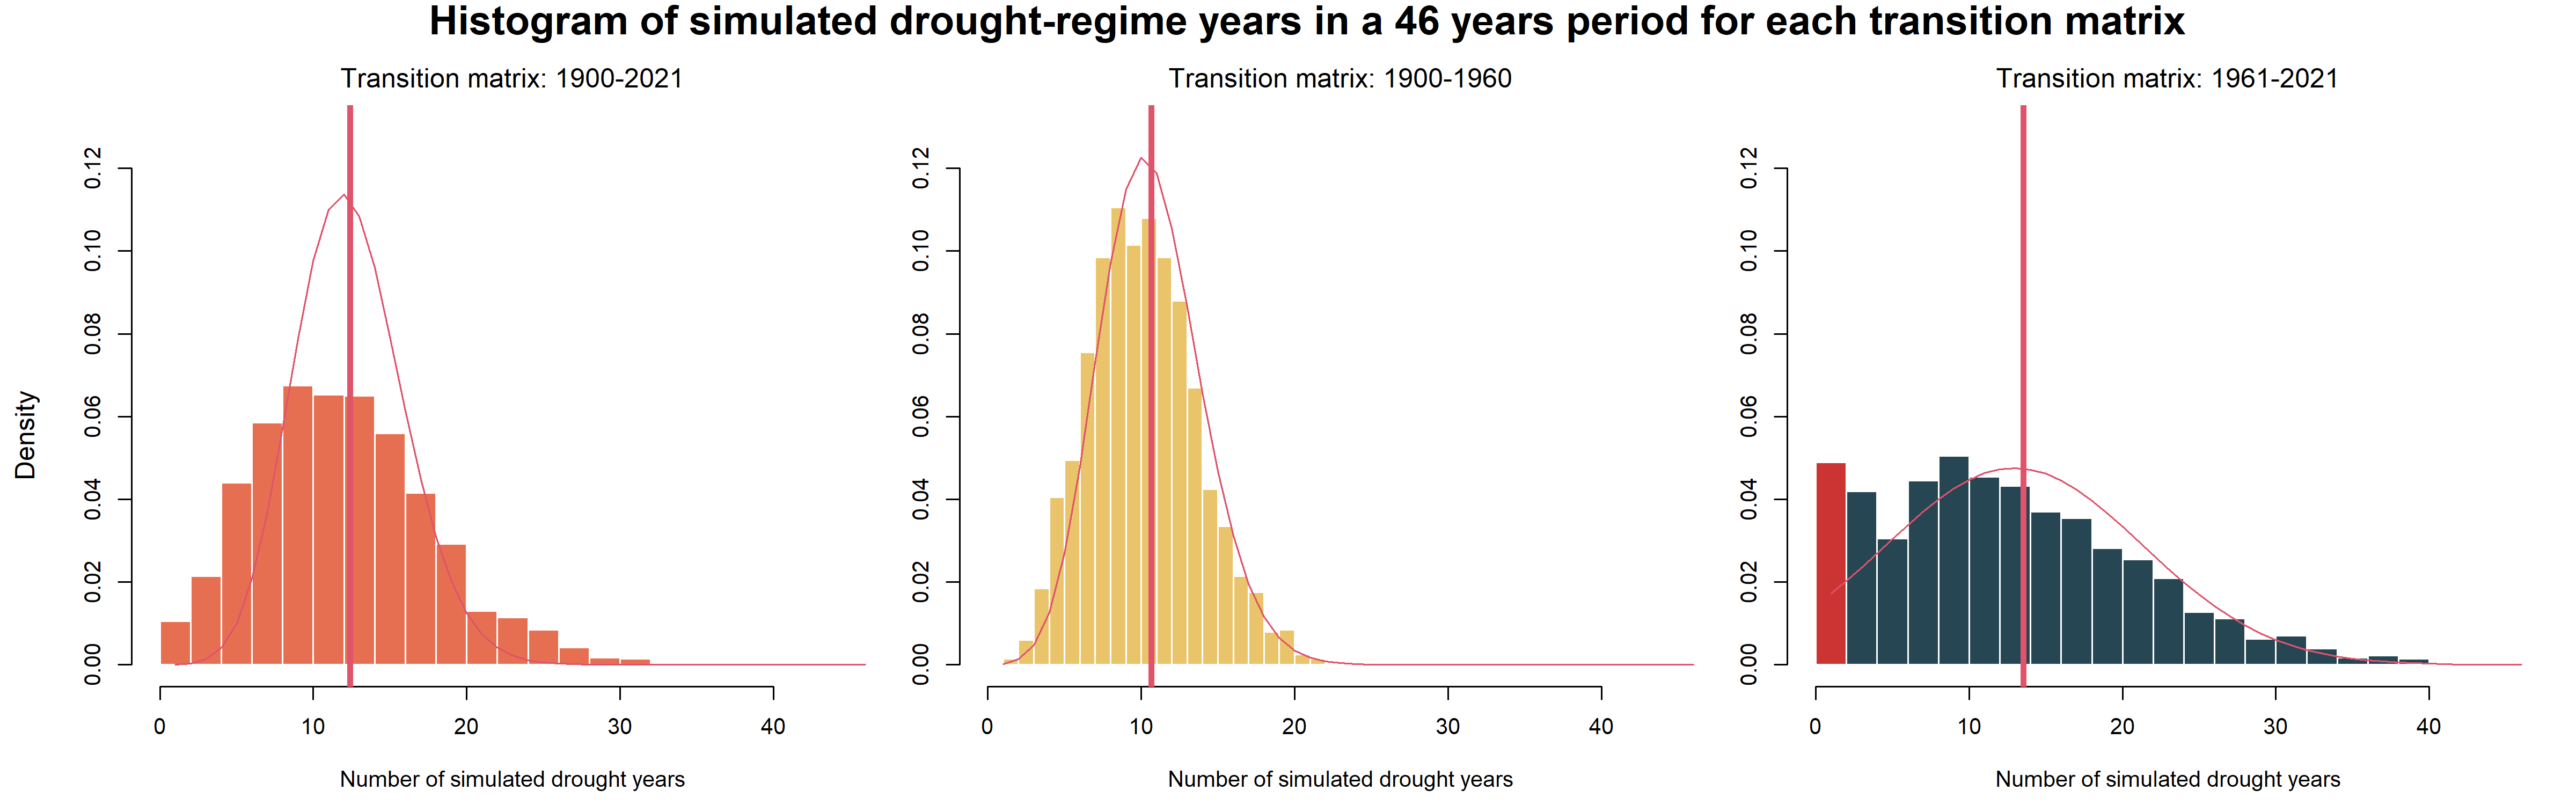 Histogram of simulated drought-regime years in a 46 years period for each transition matrix
Transition matrix: 1900-2021
Transition matrix: 1900-1960
Transition matrix: 1961-2021
Density
0.00 0.02 0.04 0.06 0.08 0.10 0.12
0.00 0.02 0.04 0.06 0.08 0.10 0.12
0.00 0.02 0.04 0.06 0.08 0.10 0.12
0 10 20 30 40
0 10 20 30 40
0 10 20 30 40
Number of simulated drought years
Number of simulated drought years
Number of simulated drought years